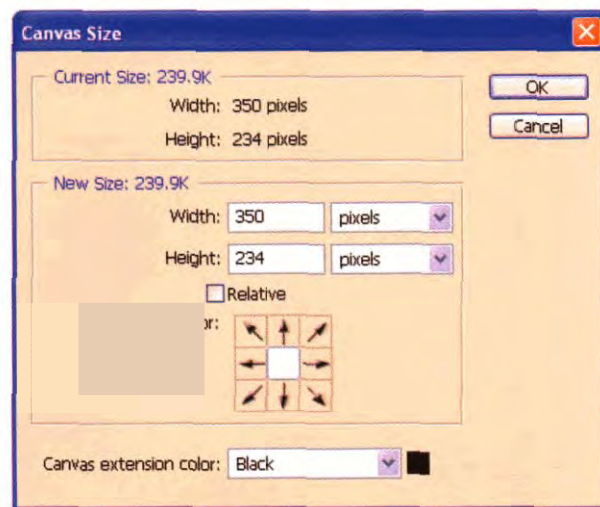 Canvas Size
Current Size: 239.9K
Width: 350 pixels
Height: 234 pixels
OK
Cancel
New Size: 239.9K
Width: 350 pixels
Height: 234 pixels
Relative
Canvas extension color: Black